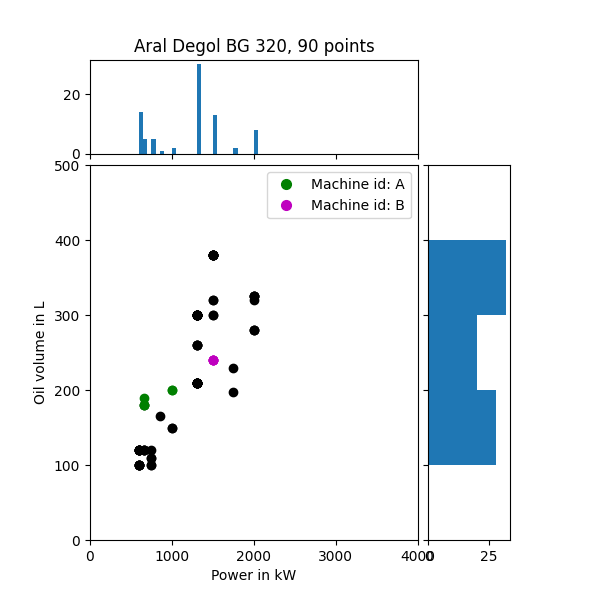 Aral Degol BG 320, 90 points
20
0
500
400
300
200
100
0
Oil volume in L
Machine id: A
Machine id: B
0 1000 2000 3000 4000 0 25
Power in kW